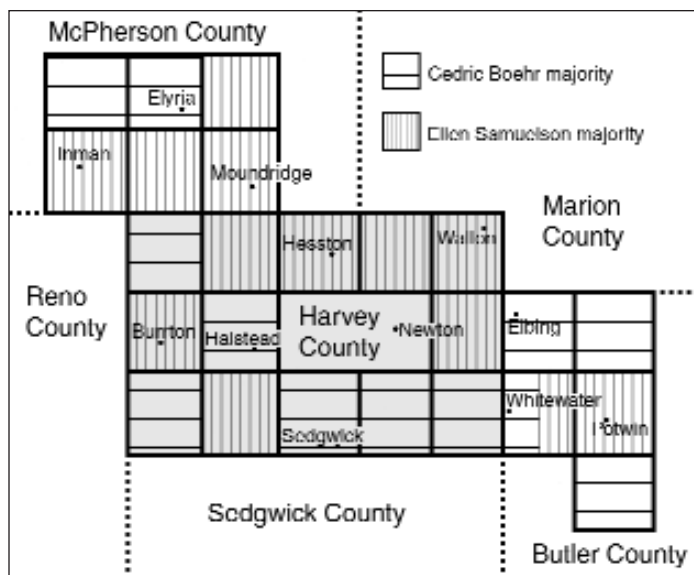 McPherson County
Cedric Boehr majority
Elyria
Ellen Samuelson majority
Inman
Moundridge
Marion
County
Hesston
Walton
Reno
County
Burrton
Halstead
Harvey
County
Newton
Elbing
Whitewater
Potwin
Sedgwick
Sedgwick County
Butler County